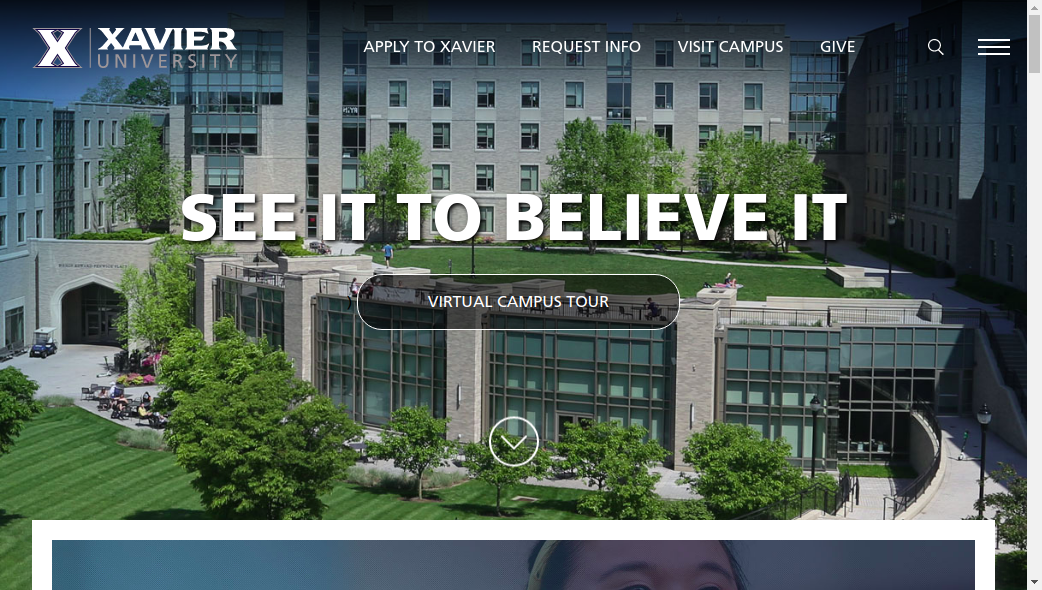 XAVIER
UNIVERSITY
APPLY TO XAVIER
REQUEST INFO
VISIT CAMPUS
GIVE
SEE IT TO BELIEVE IT
VIRTUAL CAMPUS TOUR